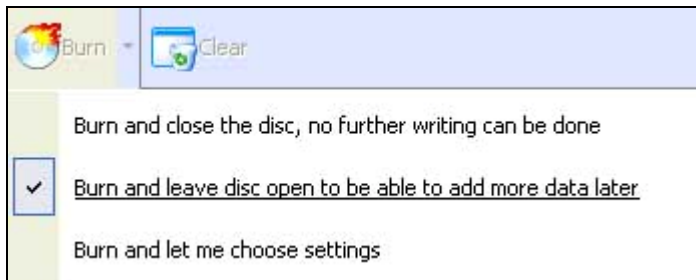 Burn Clear
Burn and close the disc, no further writing can be done
Burn and leave disc open to be able to add more data later
Burn and let me choose settings